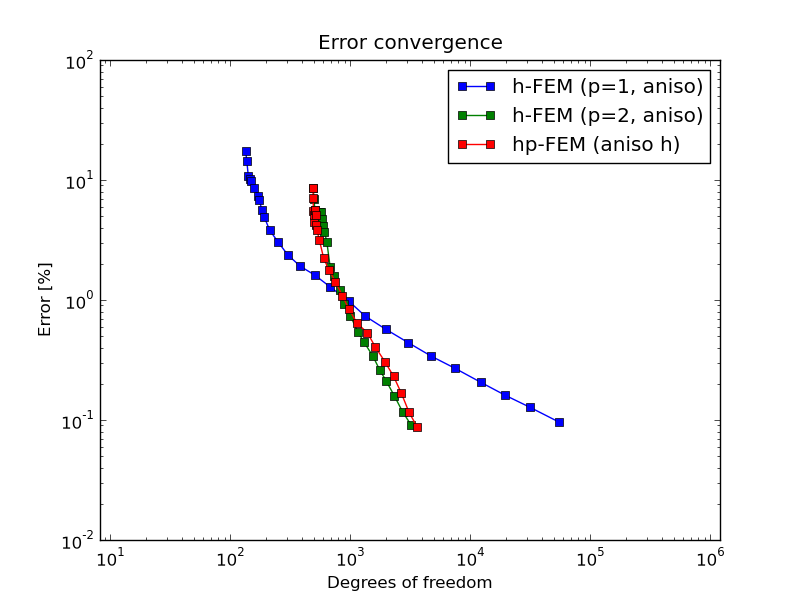 Error convergence
h-FEM (p=1, aniso)
h-FEM (p=2, aniso)
hp-FEM (aniso h)
10^2
10^1
10^0
10^-1
10^-2
Error [%]
10^1 10^2 10^3 10^4 10^5 10^6
Degrees of freedom